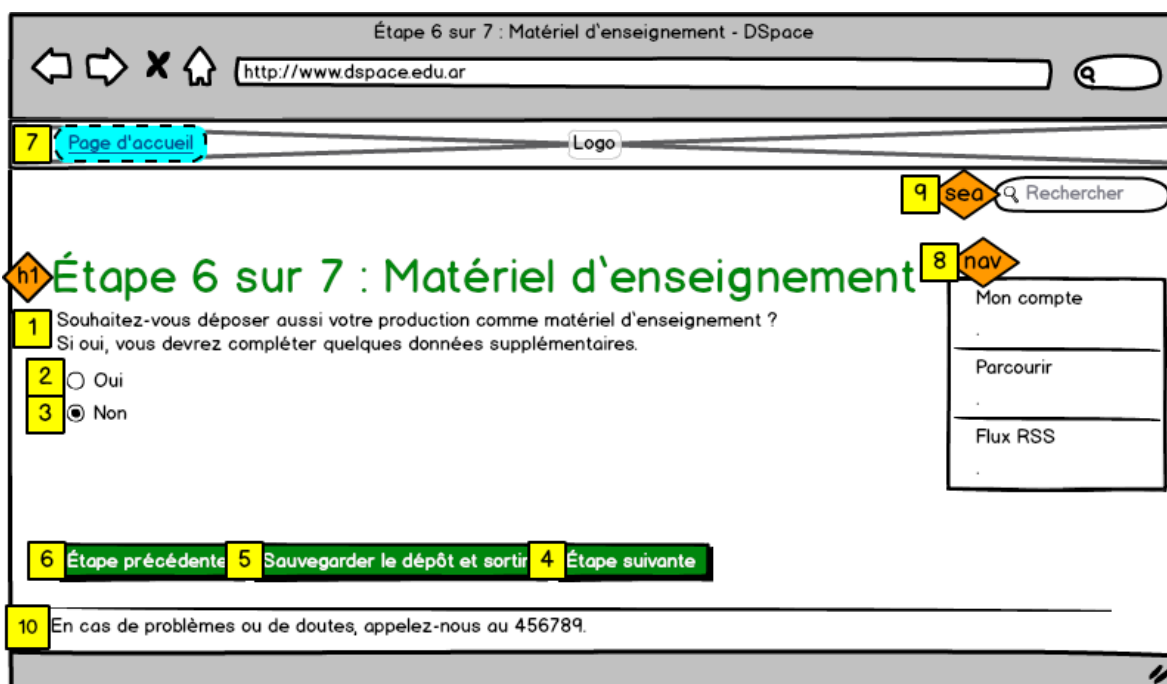 Étape 6 sur 7 : Matériel d'enseignement - DSpace
http://www.dspace.edu.ar
7 Page d'accueil
Logo
9 sea Rechercher
h1 Étape 6 sur 7 : Matériel d'enseignement
8 nav
Mon compte
.
Parcourir
.
Flux RSS
.
1 Souhaitez-vous déposer aussi votre production comme matériel d'enseignement ?
Si oui, vous devrez compléter quelques données supplémentaires.
2 Oui
3 Non
6 Étape précédente 5 Sauvegarder le dépôt et sortir 4 Étape suivante
10 En cas de problèmes ou de doutes, appelez-nous au 456789.